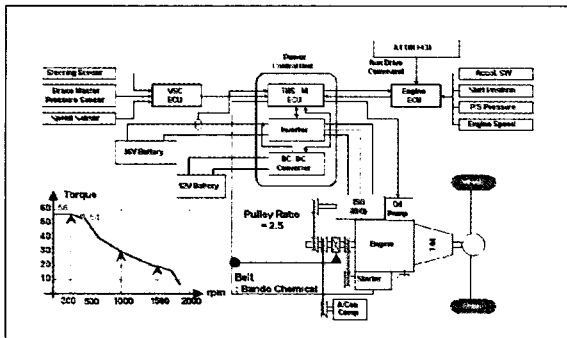 Run Drive
Command
Power
Control Unit
Steering Sensor
Brake Master
Pressure Sensor
Speed Sensor
VSC
ECU
ECU
Engine
ECU
Accel. SW
Shift Position
P/S Pressure
Engine Speed
Inverter
36V Battery
DC-DC
Converter
12V Battery
Torque
60
50
40
30
20
10
300 500 1000 1500 2000
rpm
Pulley Ratio
= 2.5
Oil
Pump
Engine
T/M
Starter
Belt
: Bando Chemical
A/Con
Comp